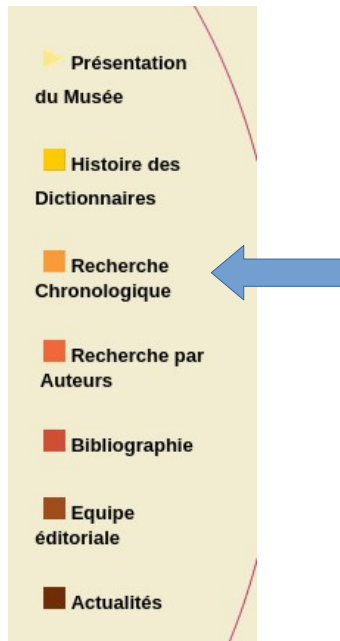 Présentation
du Musée
Histoire des
Dictionnaires
Recherche
Chronologique
Recherche par
Auteurs
Bibliographie
Equipe
éditoriale
Actualités